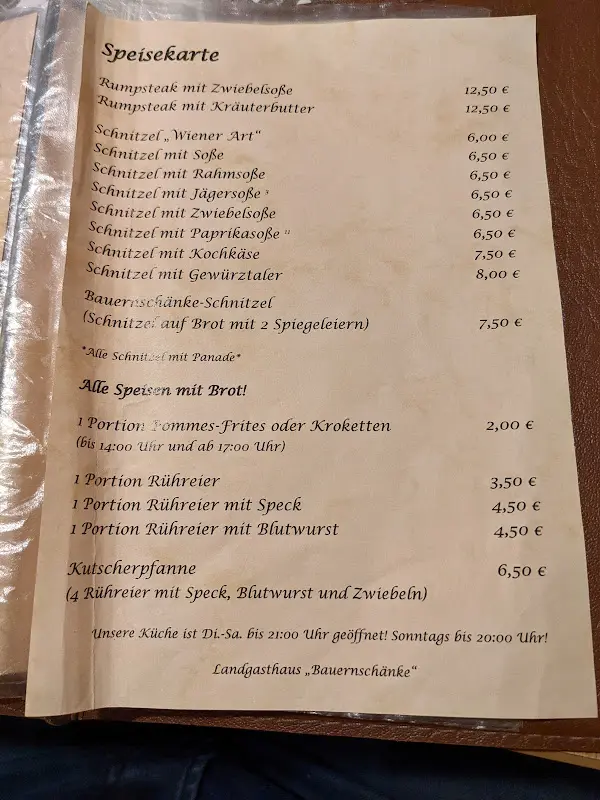 Speisekarte
Rumpsteak mit Zwiebelsoße 12,50 €
Rumpsteak mit Kräuterbutter 12,50 €
Schnitzel „Wiener Art“ 6,00 €
Schnitzel mit Soße 6,50 €
Schnitzel mit Rahmsoße 6,50 €
Schnitzel mit Jägersoße ³ 6,50 €
Schnitzel mit Zwiebelsoße 6,50 €
Schnitzel mit Paprikasoße ¹¹ 6,50 €
Schnitzel mit Kochkäse 7,50 €
Schnitzel mit Gewürztaler 8,00 €
Bauernschänke-Schnitzel
(Schnitzel auf Brot mit 2 Spiegeleiern) 7,50 €
*Alle Schnitzel mit Panade*
Alle Speisen mit Brot!
1 Portion Pommes-Frites oder Kroketten 2,00 €
(bis 14:00 Uhr und ab 17:00 Uhr)
1 Portion Rühreier 3,50 €
1 Portion Rühreier mit Speck 4,50 €
1 Portion Rühreier mit Blutwurst 4,50 €
Kutscherpfanne 6,50 €
(4 Rühreier mit Speck, Blutwurst und Zwiebeln)
Unsere Küche ist Di.-Sa. bis 21:00 Uhr geöffnet! Sonntags bis 20:00 Uhr!
Landgasthaus „Bauernschänke“